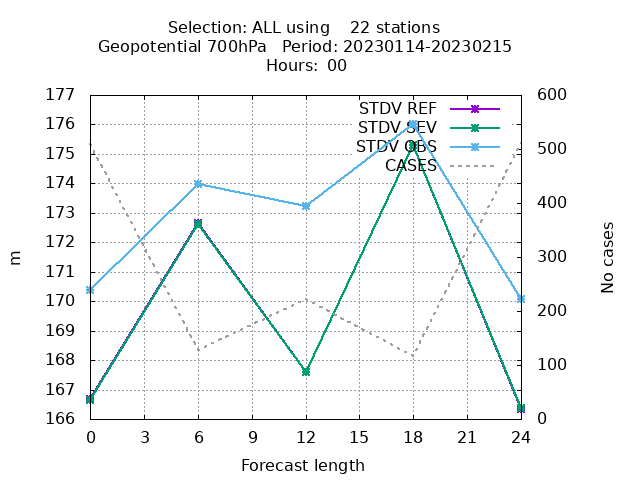 Selection: ALL using    22 stations
Geopotential 700hPa   Period: 20230114-20230215
Hours: 00
177
176
175
174
173
172
171
170
169
168
167
166
m
STDV REF
STDV SEV
STDV OBS
CASES
600
500
400
300
200
100
0
No cases
0 3 6 9 12 15 18 21 24
Forecast length